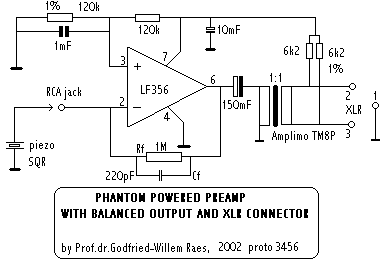 1% 120k
120k
10mF
1mF
6k2
6k2
1%
3
7
RCA jack
LF356
6
1:1
2
2
150mF
XLR
1
4
3
Amplimo TM8P
piezo
SQR
Rf
1M
220pF
Cf
PHANTOM POWERED PREAMP
WITH BALANCED OUTPUT AND XLR CONNECTOR
by Prof.dr.Godfried-Willem Raes, 2002 proto 3456